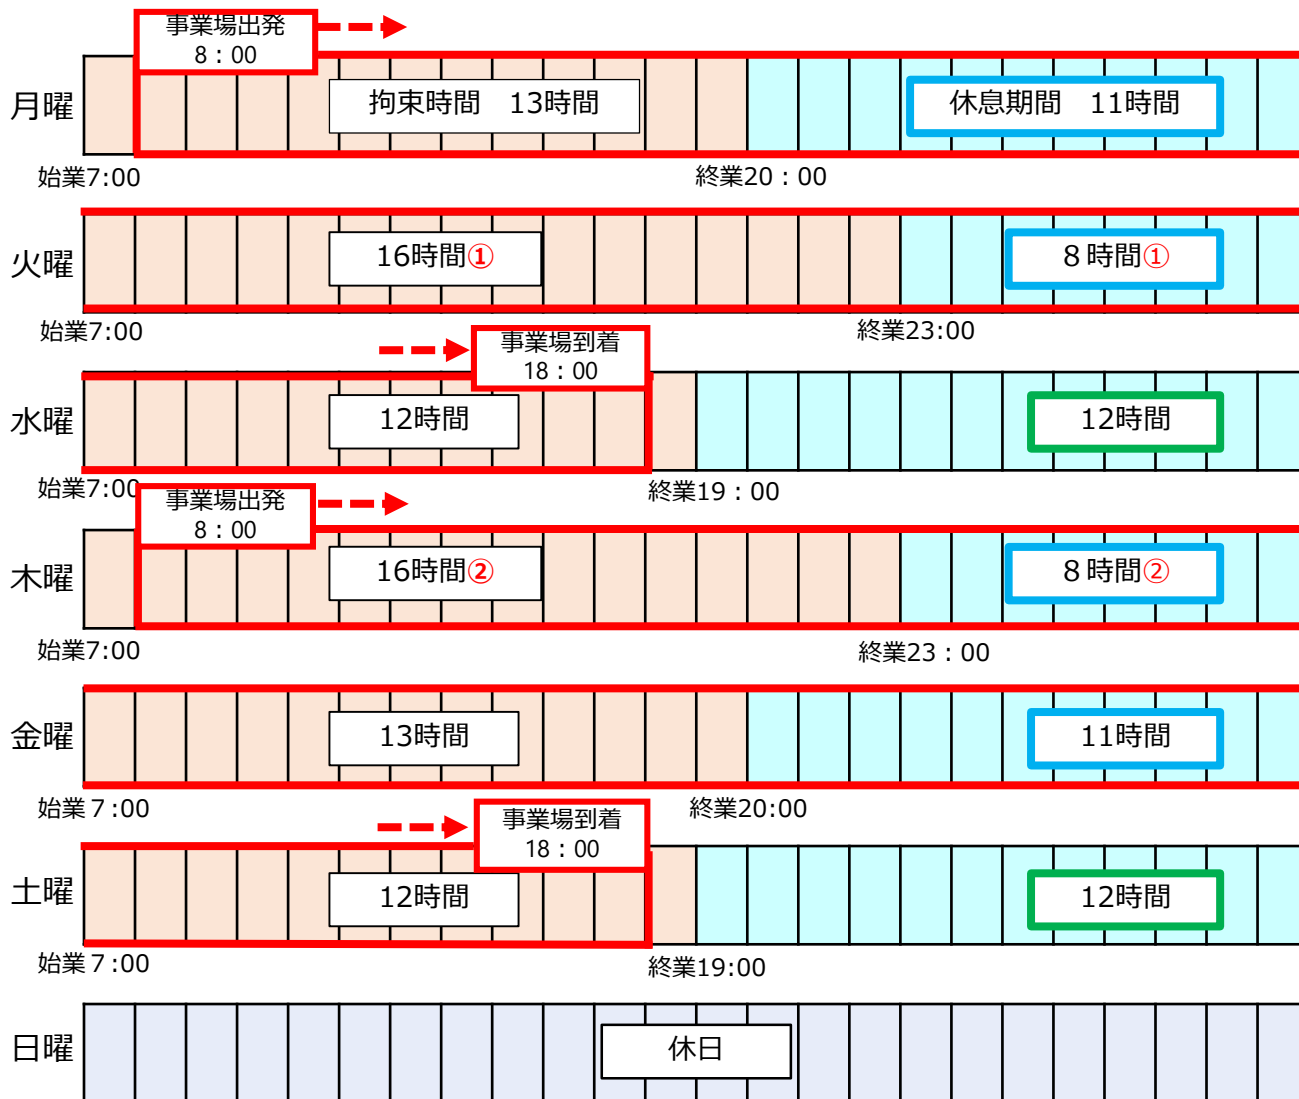 事業場出発
8：00
月曜
拘束時間　13時間
休息期間　11時間
始業7:00
終業20：00
火曜
16時間①
８時間①
始業7:00
終業23:00
事業場到着
18：00
水曜
12時間
12時間
始業7:00
終業19：00
事業場出発
8：00
木曜
16時間②
８時間②
始業7:00
終業23：00
金曜
13時間
11時間
始業７:00
終業20:00
事業場到着
18：00
土曜
12時間
12時間
始業７:00
終業19:00
日曜
休日